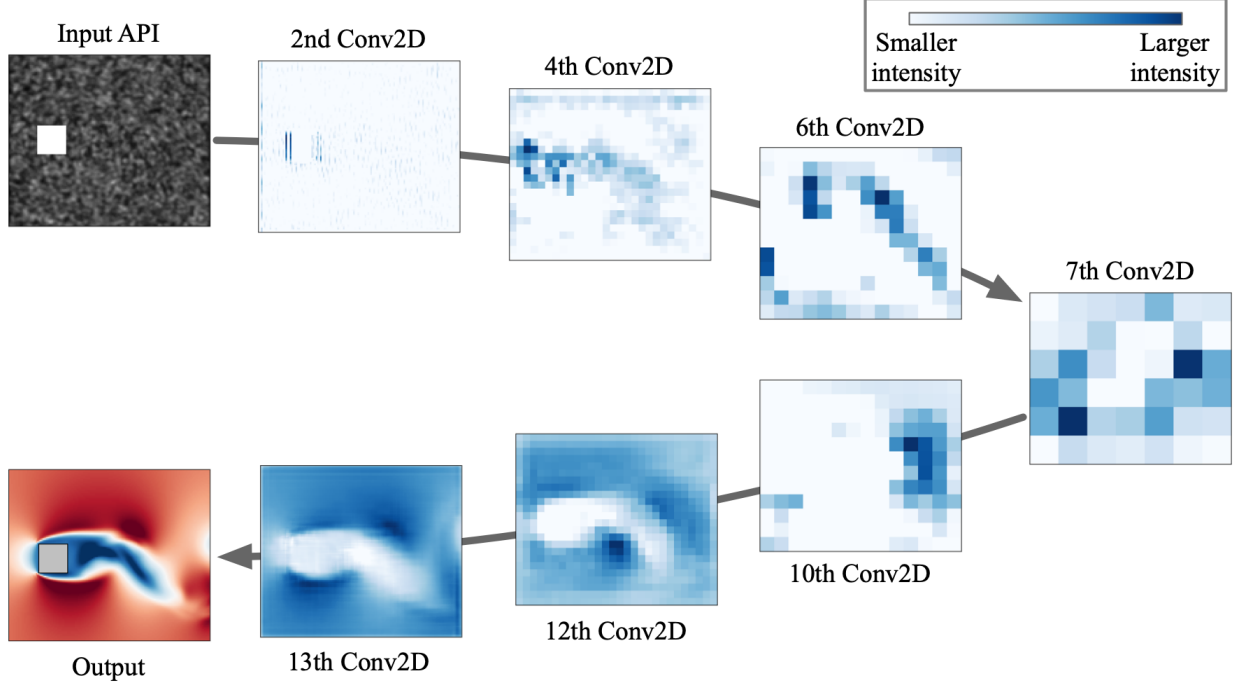 Input API
2nd Conv2D
4th Conv2D
Smaller
intensity
Larger
intensity
6th Conv2D
7th Conv2D
10th Conv2D
12th Conv2D
13th Conv2D
Output